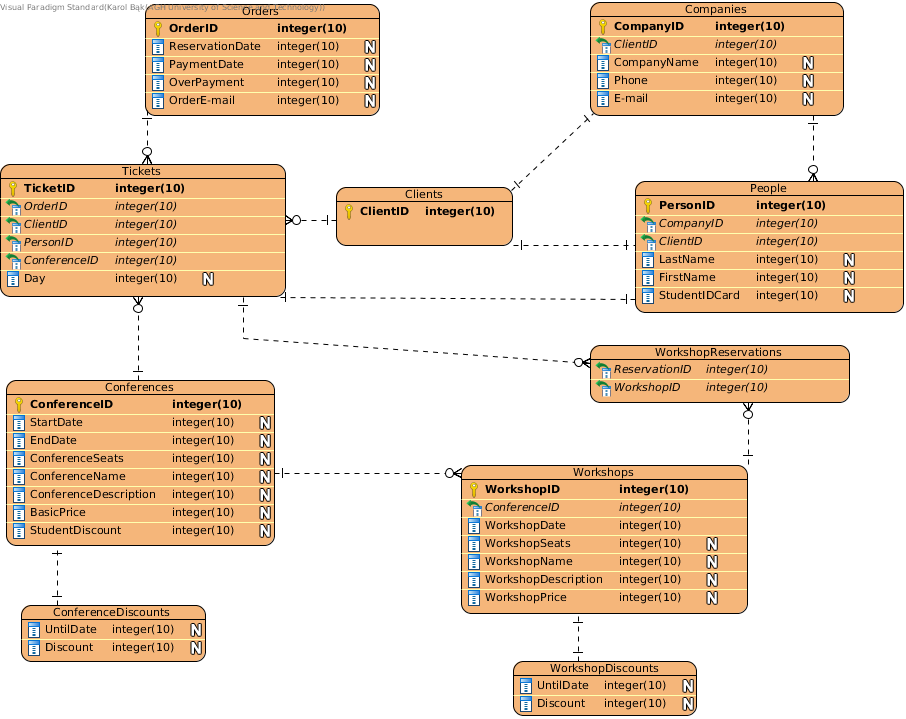 Visual Paradigm Standard(Karol Bąk(AGH University of Science and Technology))
Orders
OrderID integer(10)
ReservationDate integer(10) N
PaymentDate integer(10) N
OverPayment integer(10) N
OrderE-mail integer(10) N
Companies
CompanyID integer(10)
ClientID integer(10)
CompanyName integer(10) N
Phone integer(10) N
E-mail integer(10) N
Tickets
TicketID integer(10)
OrderID integer(10)
ClientID integer(10)
PersonID integer(10)
ConferenceID integer(10)
Day integer(10) N
Clients
ClientID integer(10)
People
PersonID integer(10)
CompanyID integer(10)
ClientID integer(10)
LastName integer(10) N
FirstName integer(10) N
StudentIDCard integer(10) N
WorkshopReservations
ReservationID integer(10)
WorkshopID integer(10)
Conferences
ConferenceID integer(10)
StartDate integer(10) N
EndDate integer(10) N
ConferenceSeats integer(10) N
ConferenceName integer(10) N
ConferenceDescription integer(10) N
BasicPrice integer(10) N
StudentDiscount integer(10) N
Workshops
WorkshopID integer(10)
ConferenceID integer(10)
WorkshopDate integer(10)
WorkshopSeats integer(10) N
WorkshopName integer(10) N
WorkshopDescription integer(10) N
WorkshopPrice integer(10) N
ConferenceDiscounts
UntilDate integer(10) N
Discount integer(10) N
WorkshopDiscounts
UntilDate integer(10) N
Discount integer(10) N